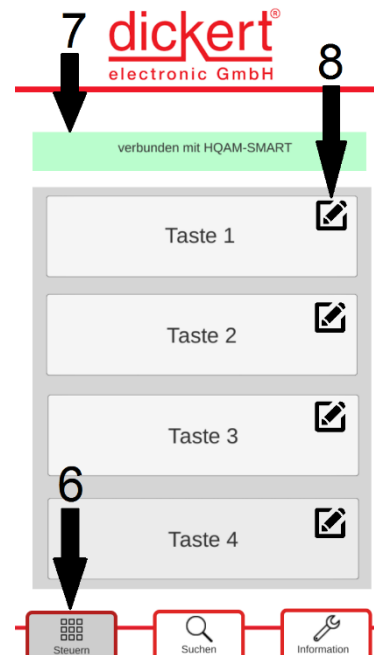 7
dickert®
electronic GmbH
8
verbunden mit HQAM-SMART
Taste 1
Taste 2
Taste 3
6
Taste 4
Steuern
Suchen
Information